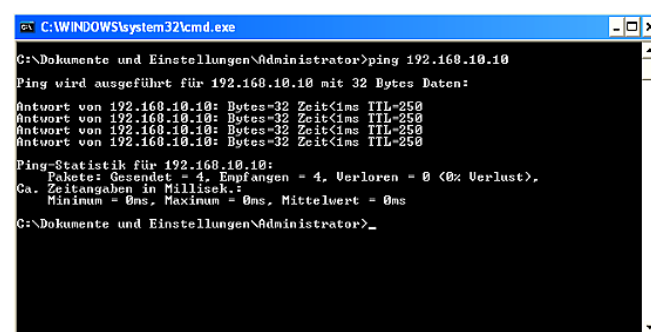 C:\WINDOWS\system32\cmd.exe
C:\Dokumente und Einstellungen\Administrator>ping 192.168.10.10
Ping wird ausgeführt für 192.168.10.10 mit 32 Bytes Daten:
Antwort von 192.168.10.10: Bytes=32 Zeit<1ms TTL=250
Antwort von 192.168.10.10: Bytes=32 Zeit<1ms TTL=250
Antwort von 192.168.10.10: Bytes=32 Zeit<1ms TTL=250
Antwort von 192.168.10.10: Bytes=32 Zeit<1ms TTL=250
Ping-Statistik für 192.168.10.10:
Pakete: Gesendet = 4, Empfangen = 4, Verloren = 0 (0% Verlust),
Ca. Zeitangaben in Millisek.:
Minimum = 0ms, Maximum = 0ms, Mittelwert = 0ms
C:\Dokumente und Einstellungen\Administrator>_